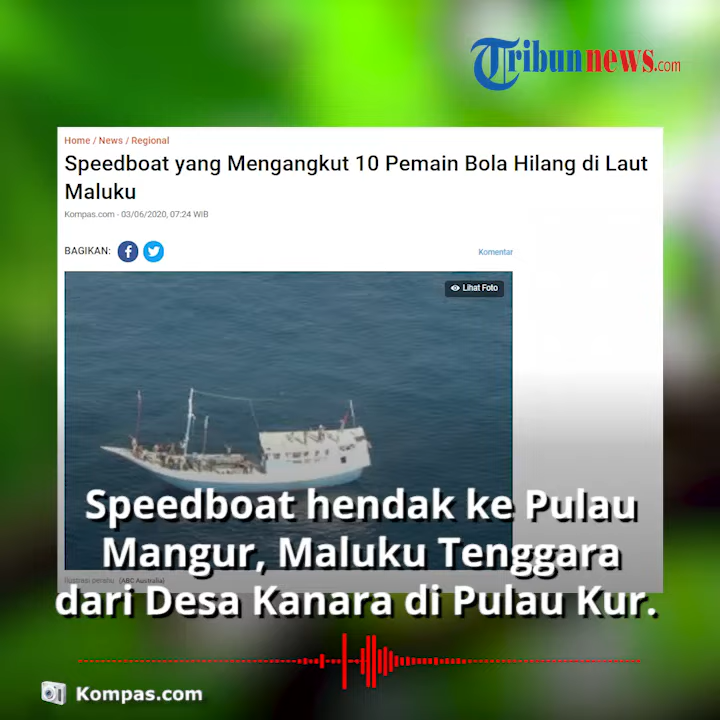 Tribunnews.com
Home / News / Regional
Speedboat yang Mengangkut 10 Pemain Bola Hilang di Laut
Maluku
Kompas.com - 03/06/2020, 07:24 WIB
BAGIKAN:
Komentar
Lihat Foto
Speedboat hendak ke Pulau
Mangur, Maluku Tenggara
Ilustrasi perahu (ABC Australia)
dari Desa Kanara di Pulau Kur.
Kompas.com